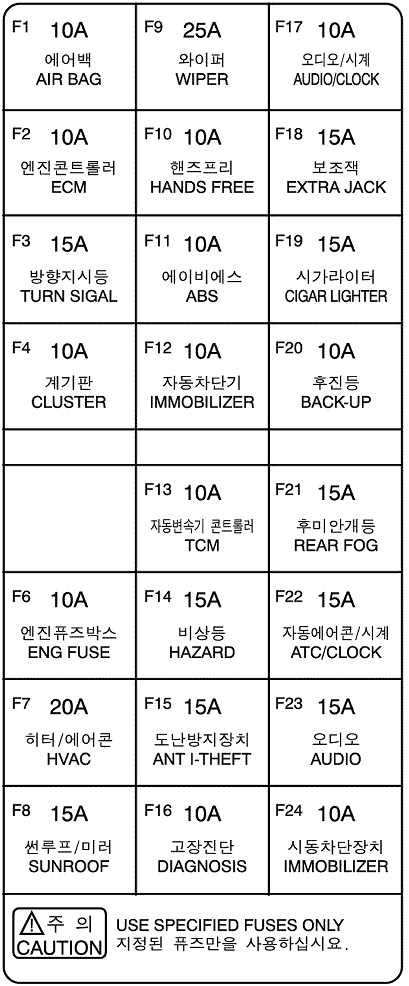 F1 10A
에어백
AIR BAG
F9 25A
와이퍼
WIPER
F17 10A
오디오/시계
AUDIO/CLOCK
F2 10A
엔진콘트롤러
ECM
F10 10A
핸즈프리
HANDS FREE
F18 15A
보조잭
EXTRA JACK
F3 15A
방향지시등
TURN SIGAL
F11 10A
에이비에스
ABS
F19 15A
시가라이터
CIGAR LIGHTER
F4 10A
계기판
CLUSTER
F12 10A
자동차단기
IMMOBILIZER
F20 10A
후진등
BACK-UP
F13 10A
자동변속기 콘트롤러
TCM
F21 15A
후미안개등
REAR FOG
F6 10A
엔진퓨즈박스
ENG FUSE
F14 15A
비상등
HAZARD
F22 15A
자동에어콘/시계
ATC/CLOCK
F7 20A
히터/에어콘
HVAC
F15 15A
도난방지장치
ANT I-THEFT
F23 15A
오디오
AUDIO
F8 15A
썬루프/미러
SUNROOF
F16 10A
고장진단
DIAGNOSIS
F24 10A
시동차단장치
IMMOBILIZER
주 의
CAUTION
USE SPECIFIED FUSES ONLY
지정된 퓨즈만을 사용하십시요.